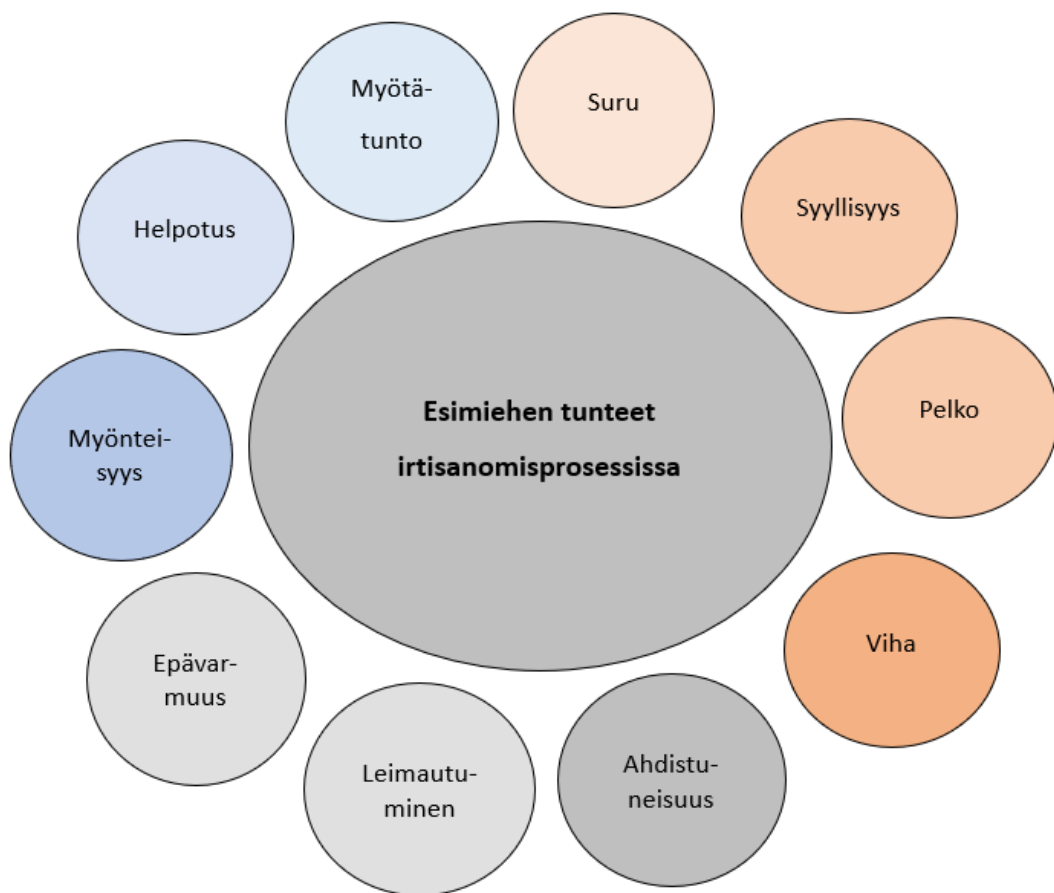 Myötä-
tunto
Suru
Syyllisyys
Helpotus
Pelko
Esimiehen tunteet
irtisanomisprosessissa
Myöntei-
syys
Viha
Epävar-
muus
Leimautu-
minen
Ahdistu-
neisuus